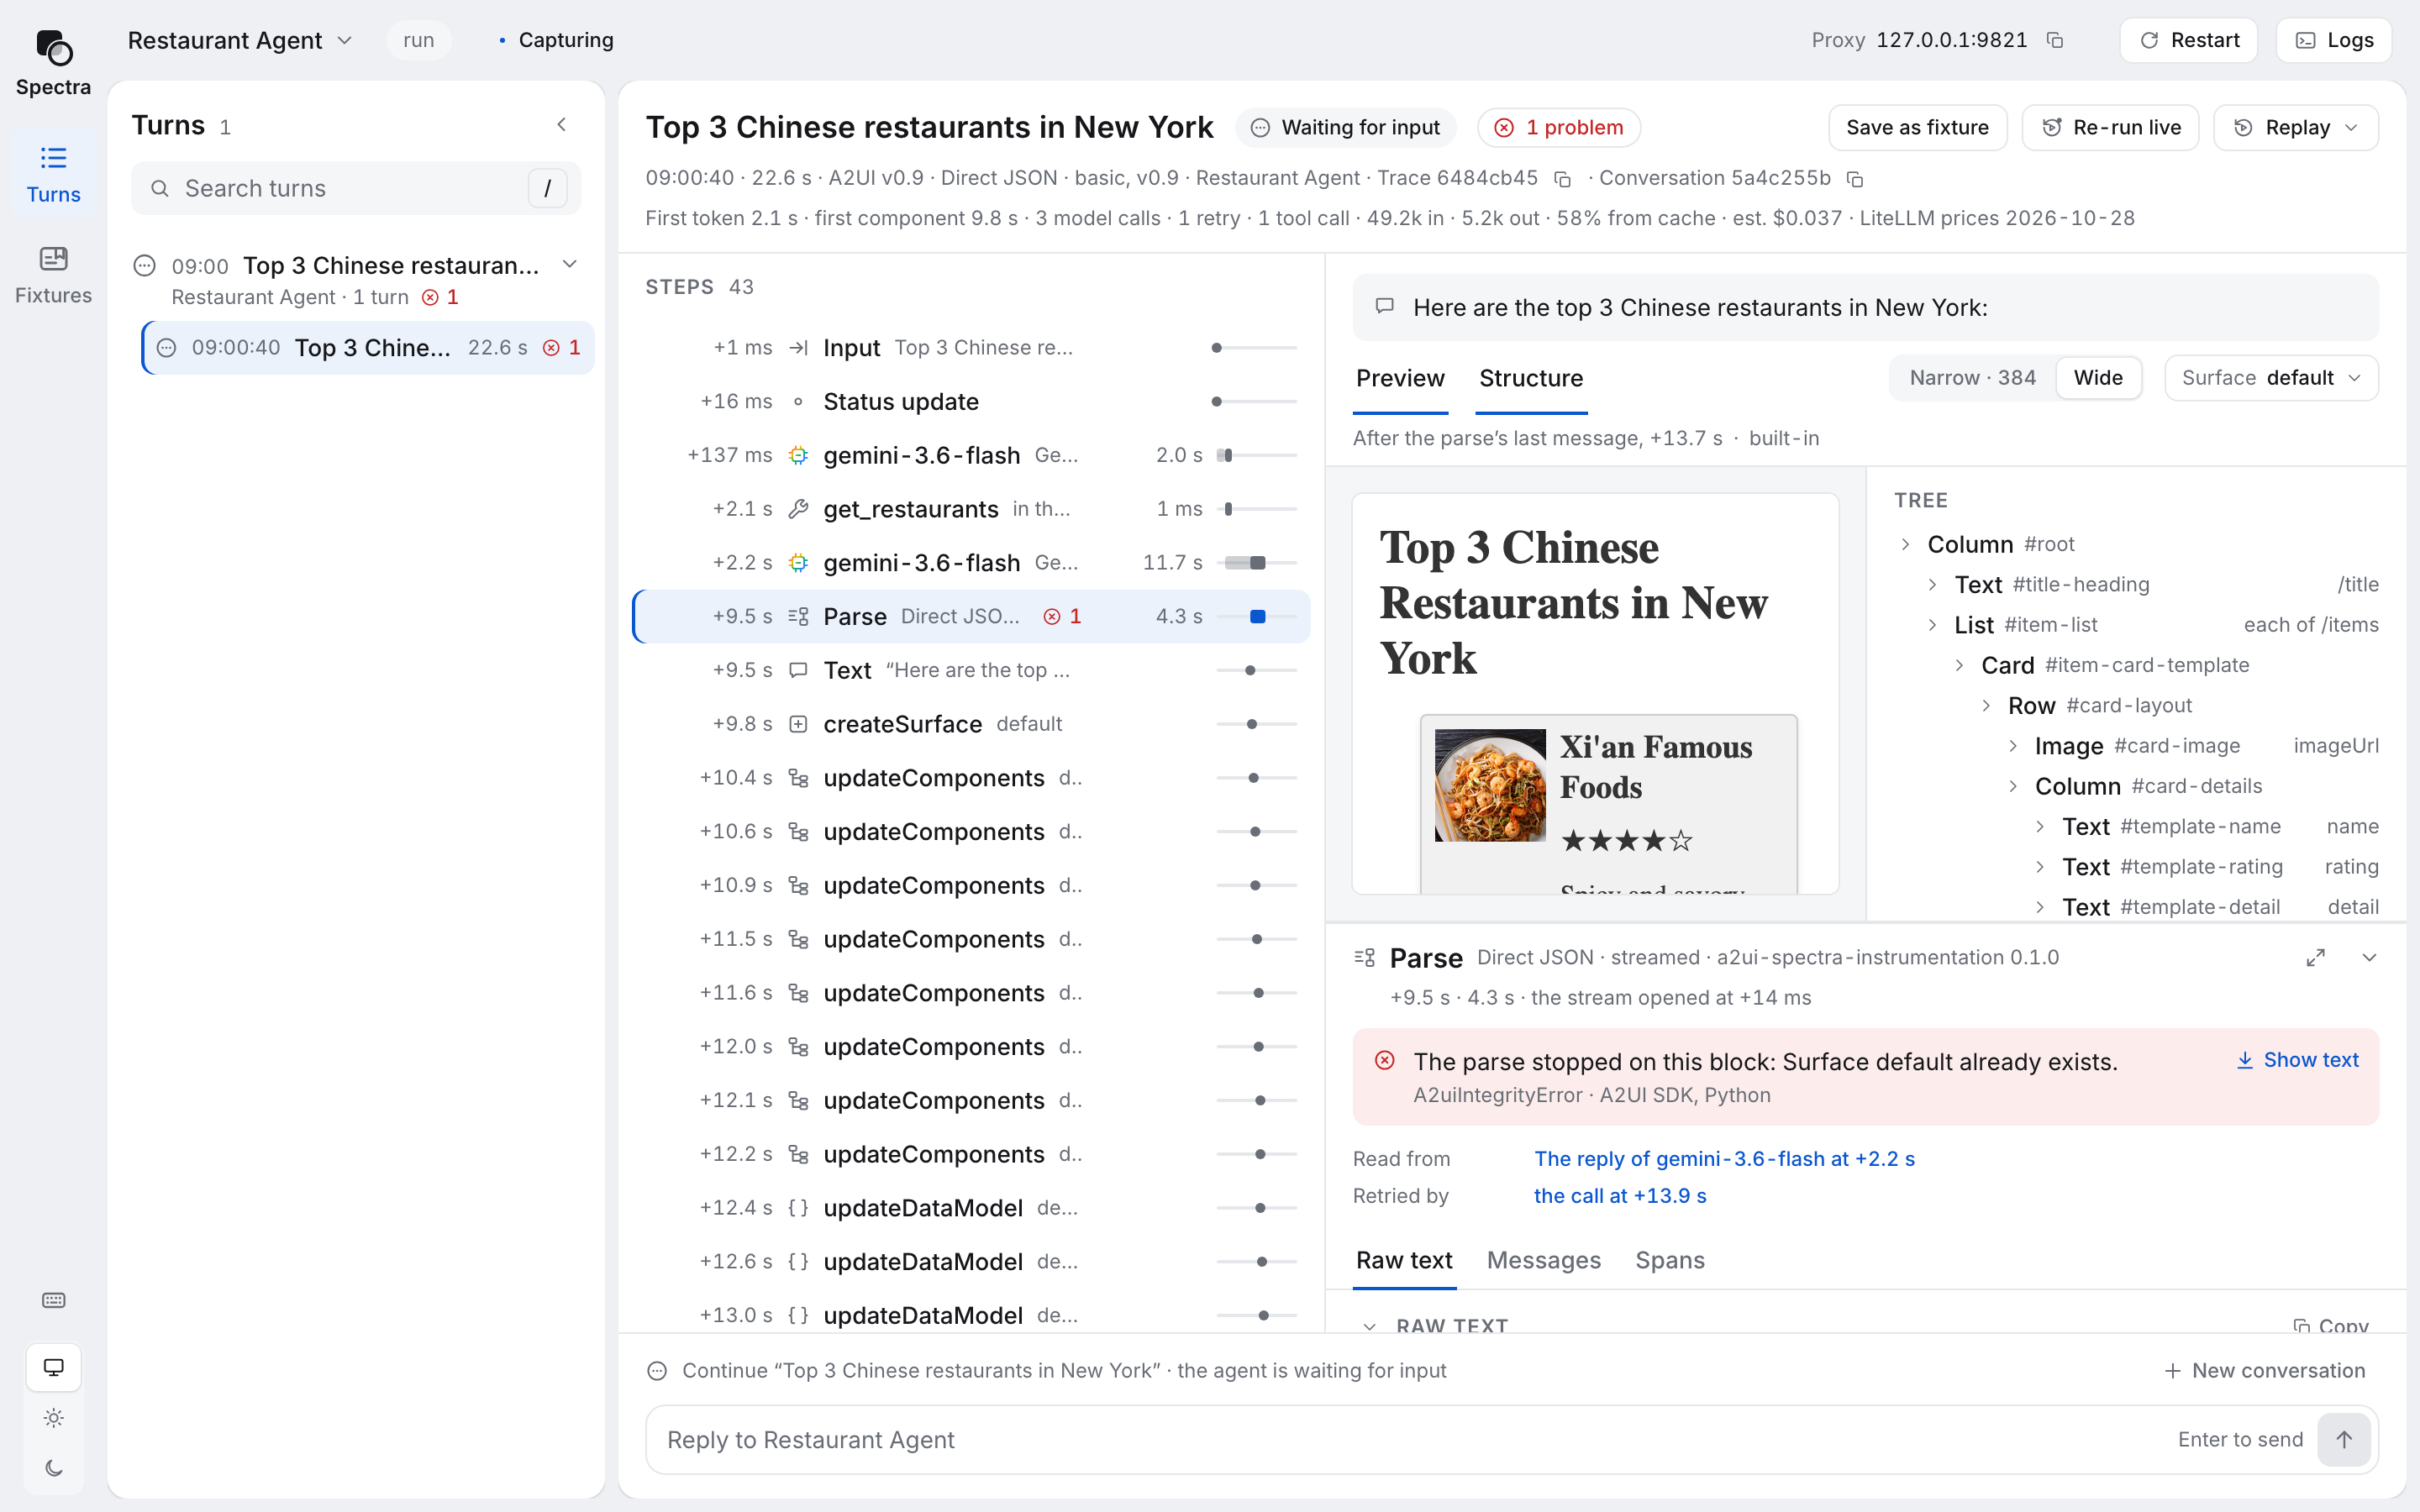 Spectra
Turns
Fixtures
Restaurant Agent
run
Capturing
Proxy 127.0.0.1:9821
Restart
Logs
Turns 1
Search turns /
09:00 Top 3 Chinese restauran...
Restaurant Agent · 1 turn 1
09:00:40 Top 3 Chine... 22.6 s 1
Top 3 Chinese restaurants in New York
Waiting for input
1 problem
Save as fixture
Re-run live
Replay
09:00:40 · 22.6 s · A2UI v0.9 · Direct JSON · basic, v0.9 · Restaurant Agent · Trace 6484cb45 · Conversation 5a4c255b
First token 2.1 s · first component 9.8 s · 3 model calls · 1 retry · 1 tool call · 49.2k in · 5.2k out · 58% from cache · est. $0.037 · LiteLLM prices 2026-10-28
STEPS 43
+1 ms Input Top 3 Chinese re...
+16 ms Status update
+137 ms gemini-3.6-flash Ge... 2.0 s
+2.1 s get_restaurants in th... 1 ms
+2.2 s gemini-3.6-flash Ge... 11.7 s
+9.5 s Parse Direct JSO... 1 4.3 s
+9.5 s Text “Here are the top ...
+9.8 s createSurface default
+10.4 s updateComponents d..
+10.6 s updateComponents d..
+10.9 s updateComponents d..
+11.5 s updateComponents d..
+11.6 s updateComponents d..
+12.0 s updateComponents d..
+12.1 s updateComponents d..
+12.2 s updateComponents d..
+12.4 s {} updateDataModel de...
+12.6 s {} updateDataModel de...
+13.0 s {} updateDataModel de...
Here are the top 3 Chinese restaurants in New York:
Preview
Structure
Narrow · 384
Wide
Surface default
After the parse’s last message, +13.7 s · built-in
Top 3 Chinese
Restaurants in New
York
Xi'an Famous
Foods
★★★★☆
Spicy and savory
TREE
Column #root
Text #title-heading /title
List #item-list each of /items
Card #item-card-template
Row #card-layout
Image #card-image imageUrl
Column #card-details
Text #template-name name
Text #template-rating rating
Text #template-detail detail
Parse Direct JSON · streamed · a2ui-spectra-instrumentation 0.1.0
+9.5 s · 4.3 s · the stream opened at +14 ms
The parse stopped on this block: Surface default already exists.
Show text
A2uiIntegrityError · A2UI SDK, Python
Read from The reply of gemini-3.6-flash at +2.2 s
Retried by the call at +13.9 s
Raw text
Messages
Spans
RAW TEXT
Copy
Continue “Top 3 Chinese restaurants in New York” · the agent is waiting for input
New conversation
Reply to Restaurant Agent
Enter to send